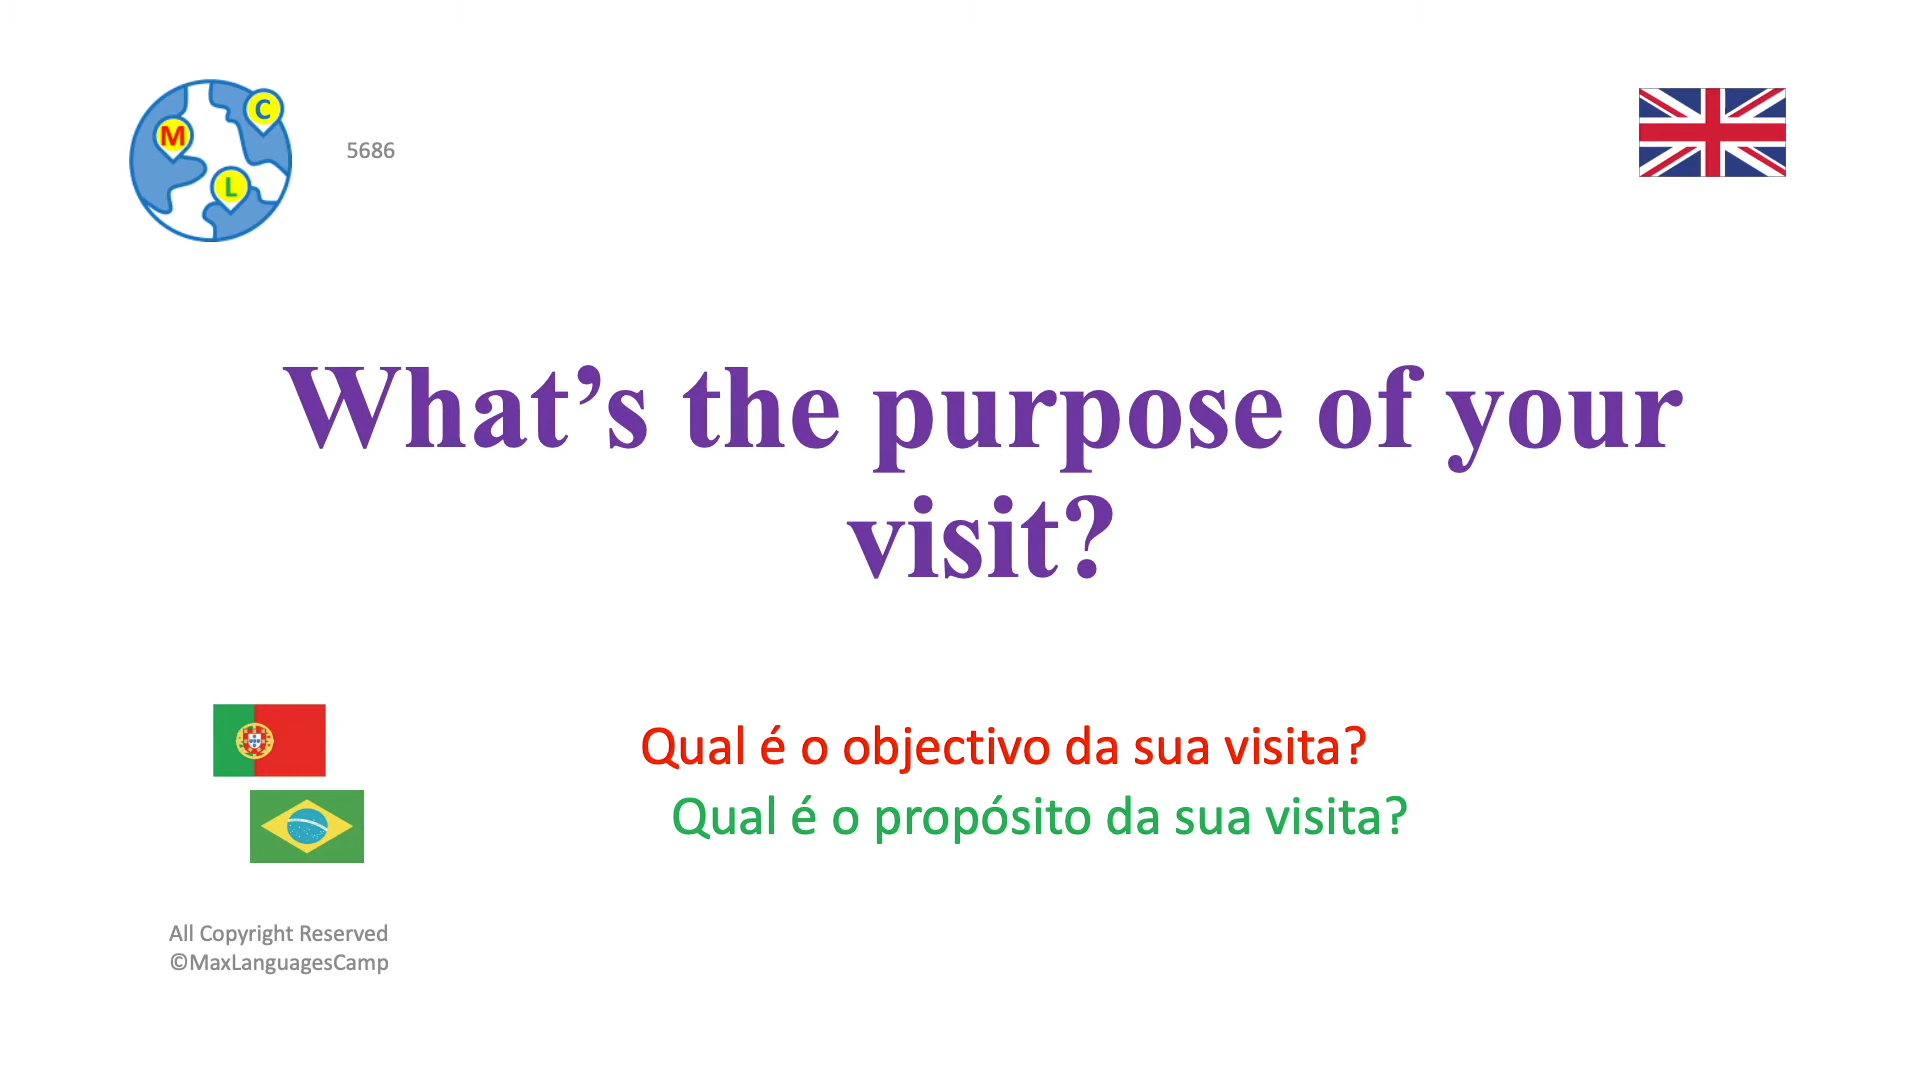 M
C
L
5686
What’s the purpose of your
visit?
Qual é o objectivo da sua visita?
Qual é o propósito da sua visita?
All Copyright Reserved
©MaxLanguagesCamp